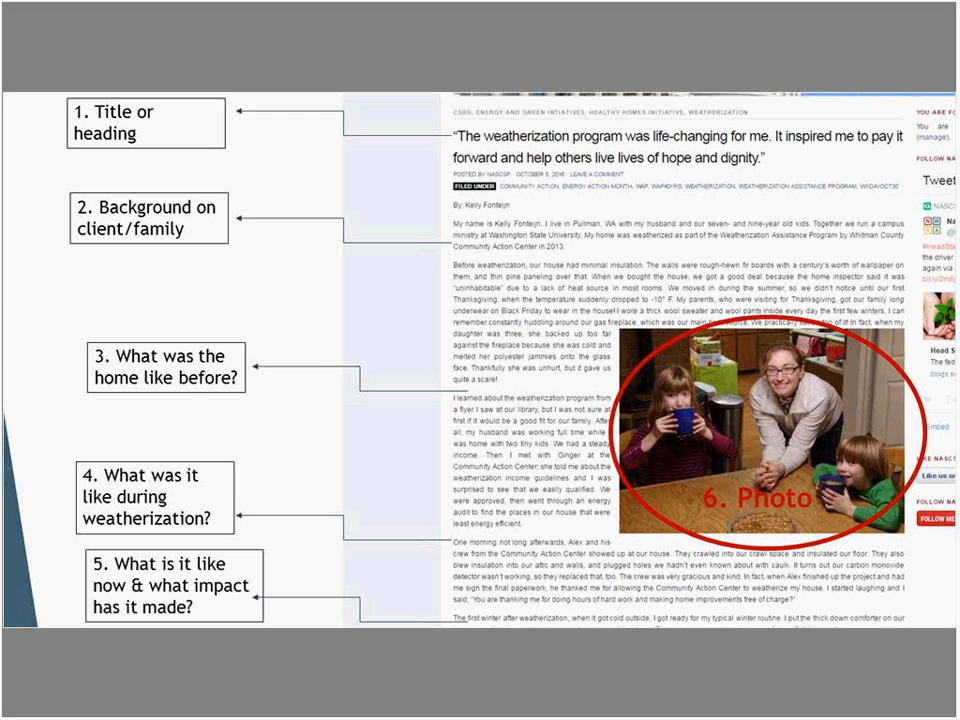 1. Title or
heading
2. Background on
client/family
3. What was the
home like before?
4. What was it
like during
weatherization?
5. What is it like
now & what impact
has it made?
CSBG, ENERGY AND GREEN INTIATIVES, HEALTHY HOMES INITIATIVE, WEATHERIZATION
“The weatherization program was life-changing for me. It inspired me to pay it
forward and help others live lives of hope and dignity.”
POSTED BY NASCSP · OCTOBER 5, 2016 · LEAVE A COMMENT
FILED UNDER COMMUNITY ACTION, ENERGY ACTION MONTH, WAP, WAP40YRS, WEATHERIZATION, WEATHERIZATION ASSISTANCE PROGRAM, WXDAYOCT30
By: Kelly Fonteijn
My name is Kelly Fonteijn. I live in Pullman, WA with my husband and our seven- and nine-year old kids. Together we run a campus
ministry at Washington State University. My home was weatherized as part of the Weatherization Assistance Program by Whitman County
Community Action Center in 2013.
Before weatherization, our house had minimal insulation. The walls were rough-hewn fir boards with a century’s worth of wallpaper on
them, and thin pine paneling over that. When we bought the house, we got a good deal because the home inspector said it was
“uninhabitable” due to a lack of heat source in most rooms. We moved in during the summer, so we didn’t notice until our first
Thanksgiving, when the temperature suddenly dropped to -10° F. My parents, who were visiting for Thanksgiving, got our family long
underwear on Black Friday to wear in the house! I wore a thick wool sweater and wool pants inside every day the first few winters. I can
remember constantly huddling around our gas fireplace, which was our main source. We practically top of it! In fact, when my
daughter was three, she backed up too far
against the fireplace because she was cold and
melted her polyester jammies onto the glass
face. Thankfully she was unhurt, but it gave us
quite a scare!
I learned about the weatherization program from
a flyer I saw at our library, but I was not sure at
first if it would be a good fit for our family. After
all, my husband was working full time while I
was home with two tiny kids. We had a steady
income. Then I met with Ginger at the
Community Action Center; she told me about the
weatherization income guidelines and I was
surprised to see that we easily qualified. We
were approved, then went through an energy
audit to find the places in our house that were
least energy efficient.
6. Photo
One morning not long afterwards, Alex and his
crew from the Community Action Center showed up at our house. They crawled into our crawl space and insulated our floor. They also
blew insulation into our attic and walls, and plugged holes we hadn’t even known about with caulk. It turns out our carbon monoxide
detector wasn’t working, so they replaced that, too. The crew was very gracious and kind. In fact, when Alex finished up the project and had
me sign the final paperwork, he thanked me for allowing the Community Action Center to weatherize my house. I started laughing and I
said, “You are thanking me for doing hours of hard work and making home improvements free of charge?”
The first winter after weatherization, when it got cold outside, I got ready for my typical winter routine. I put the thick down comforter on our
YOU ARE FO
You are
(manage).
FOLLOW NA
Tweet
NASC
Na
#HeadSt
the driver
again via
bit.ly/2m8
Head S
The fed
blogs
Embed
LIKE NASC
Like us on
FOLLOW NA
FOLLOW ME